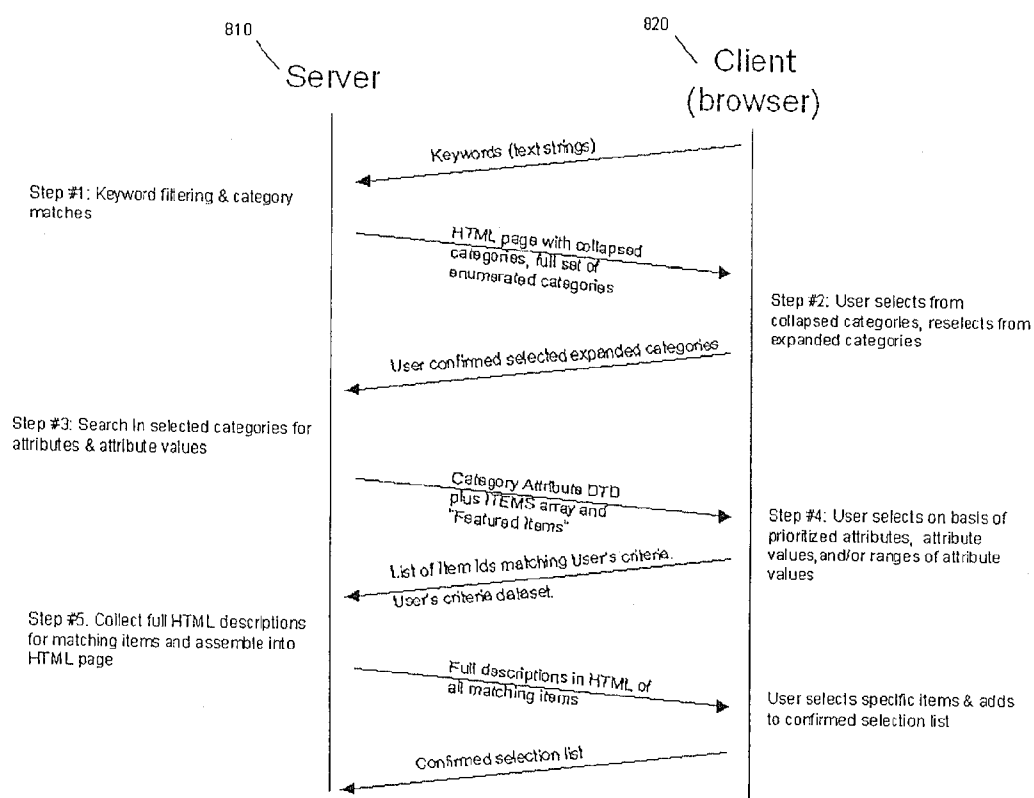 810
Server
820
Client
(browser)
Keywords (text strings)
Step #1: Keyword filtering & category
matches
HTML page with collapsed
categories, full set of
enumerated categories
Step #2: User selects from
collapsed categories, reselects from
expanded categories
User confirmed selected expanded categories
Step #3: Search in selected categories for
attributes & attribute values
Category Attribute DTD
plus ITEMS array and
"Featured Items"
Step #4: User selects on basis of
prioritized attributes, attribute
values,and/or ranges of attribute
values
List of Item Ids matching User's criteria.
User's criteria dataset.
Step #5. Collect full HTML descriptions
for matching items and assemble into
HTML page
Full descriptions in HTML of
all matching items
User selects specific items & adds
to confirmed selection list
Confirmed selection list